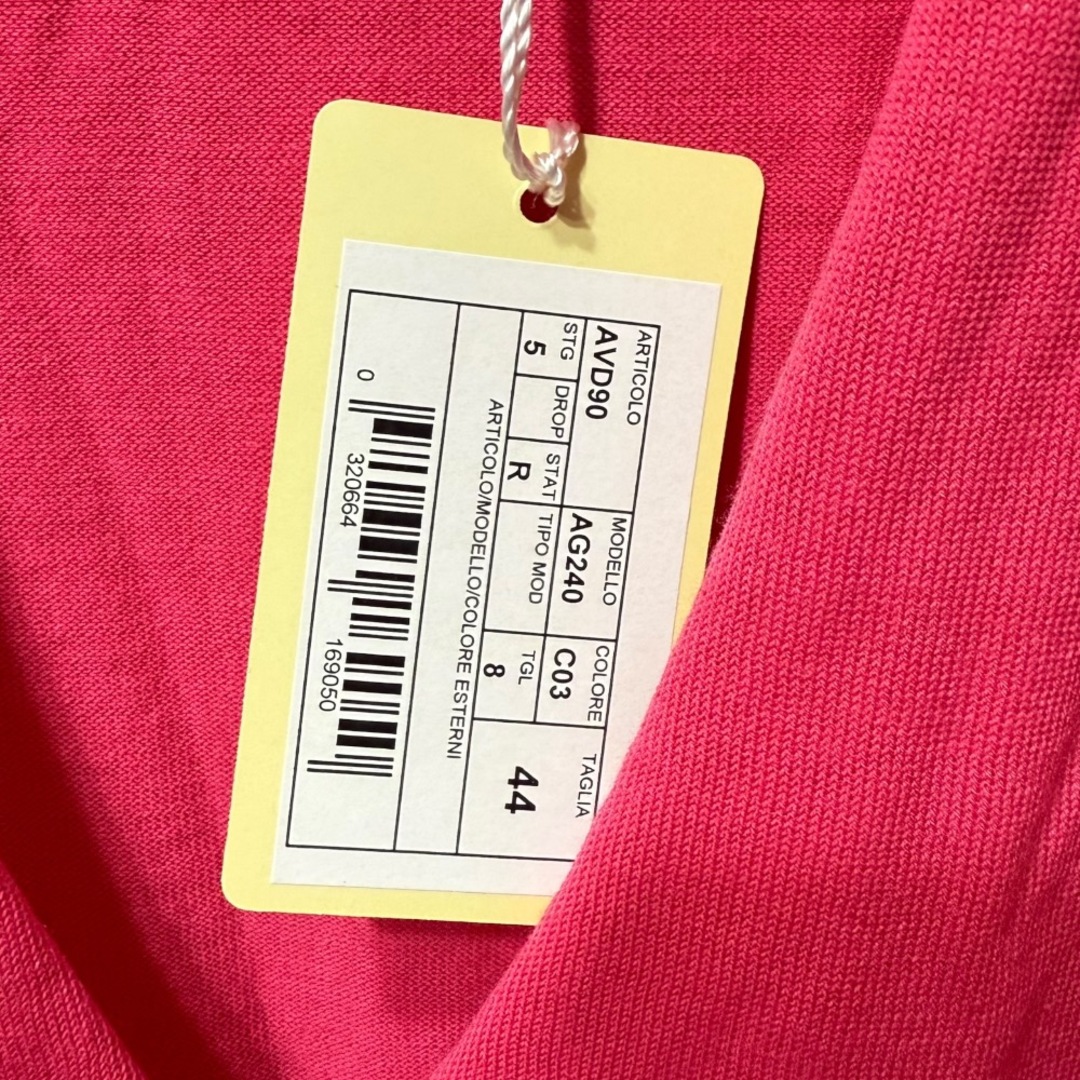 ARTICOLO MODELLO COLORE TAGLIA
AVD90 AG240 C03 44
STG DROP STAT TIPO MOD TGL
5 R 8
ARTICOLO/MODELLO/COLORE ESTERNI
0 320664 169050